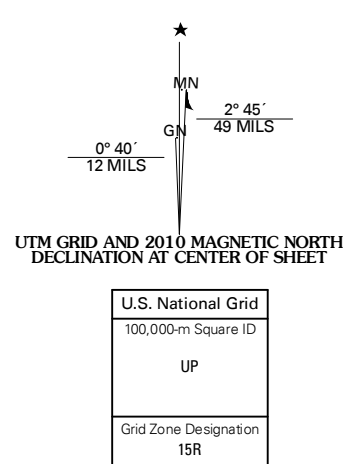 MN
GN
2° 45´
49 MILS
0° 40´
12 MILS
UTM GRID AND 2010 MAGNETIC NORTH
DECLINATION AT CENTER OF SHEET
U.S. National Grid
100,000-m Square ID
UP
Grid Zone Designation
15R